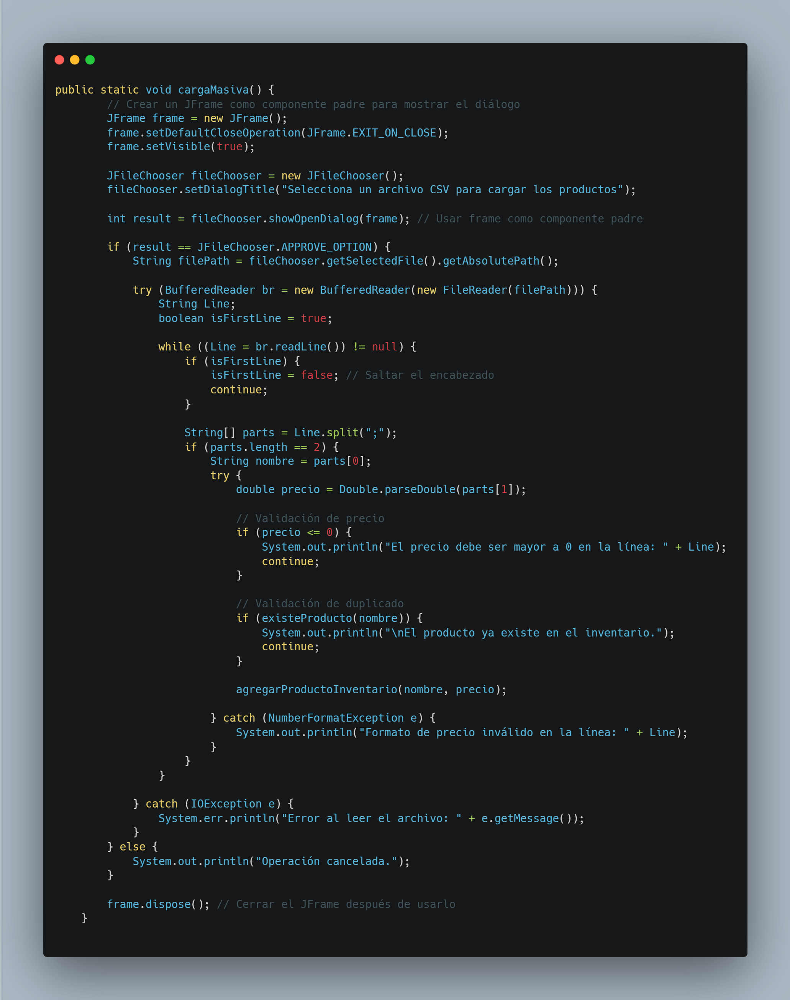 public static void cargaMasiva() {
        // Crear un JFrame como componente padre para mostrar el diálogo
        JFrame frame = new JFrame();
        frame.setDefaultCloseOperation(JFrame.EXIT_ON_CLOSE);
        frame.setVisible(true);

        JFileChooser fileChooser = new JFileChooser();
        fileChooser.setDialogTitle("Selecciona un archivo CSV para cargar los productos");

        int result = fileChooser.showOpenDialog(frame); // Usar frame como componente padre

        if (result == JFileChooser.APPROVE_OPTION) {
            String filePath = fileChooser.getSelectedFile().getAbsolutePath();

            try (BufferedReader br = new BufferedReader(new FileReader(filePath))) {
                String Line;
                boolean isFirstLine = true;

                while ((Line = br.readLine()) != null) {
                    if (isFirstLine) {
                        isFirstLine = false; // Saltar el encabezado
                        continue;
                    }

                    String[] parts = Line.split(";");
                    if (parts.length == 2) {
                        String nombre = parts[0];
                        try {
                            double precio = Double.parseDouble(parts[1]);

                            // Validación de precio
                            if (precio <= 0) {
                                System.out.println("El precio debe ser mayor a 0 en la línea: " + Line);
                                continue;
                            }

                            // Validación de duplicado
                            if (existeProducto(nombre)) {
                                System.out.println("\nEl producto ya existe en el inventario.");
                                continue;
                            }

                            agregarProductoInventario(nombre, precio);

                        } catch (NumberFormatException e) {
                            System.out.println("Formato de precio inválido en la línea: " + Line);
                        }
                    }
                }

            } catch (IOException e) {
                System.err.println("Error al leer el archivo: " + e.getMessage());
            }
        } else {
            System.out.println("Operación cancelada.");
        }

        frame.dispose(); // Cerrar el JFrame después de usarlo
    }